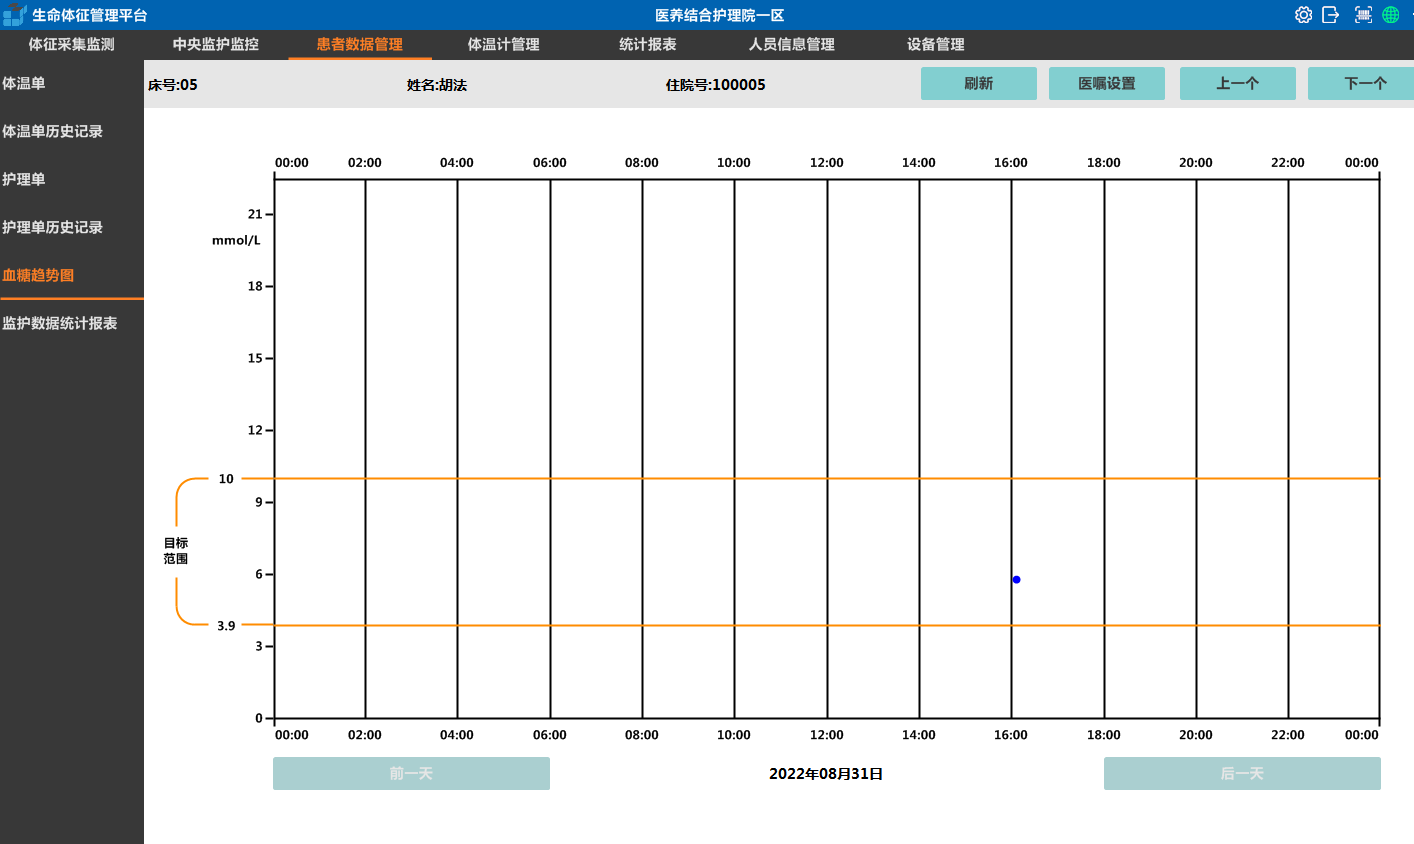 生命体征管理平台
医养结合护理院一区
体征采集监测 中央监护监控 患者数据管理 体温计管理 统计报表 人员信息管理 设备管理
体温单
体温单历史记录
护理单
护理单历史记录
血糖趋势图
监护数据统计报表
床号:05 姓名:胡法 住院号:100005 刷新 医嘱设置 上一个 下一个
00:00 02:00 04:00 06:00 08:00 10:00 12:00 14:00 16:00 18:00 20:00 22:00 00:00
21
mmol/L
18
15
12
10
9
目标
范围
6
3.9
3
0
00:00 02:00 04:00 06:00 08:00 10:00 12:00 14:00 16:00 18:00 20:00 22:00 00:00
前一天 2022年08月31日 后一天